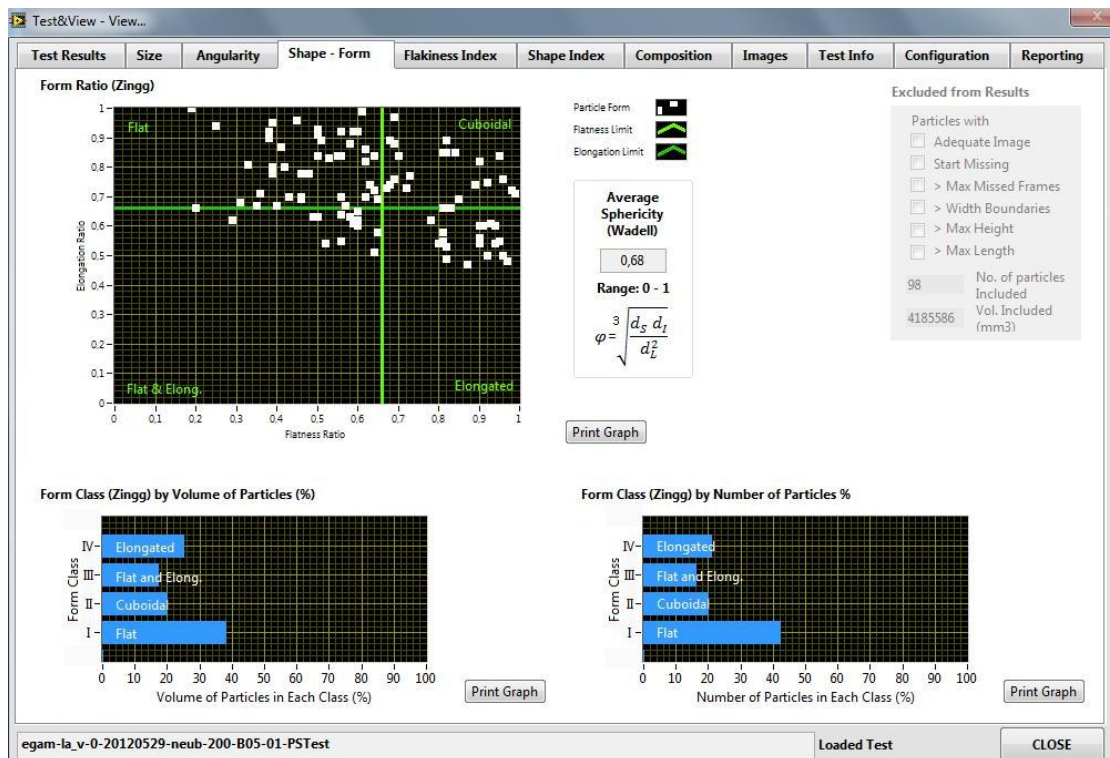 Test&View - View...
Test Results Size Angularity Shape - Form Flakiness Index Shape Index Composition Images Test Info Configuration Reporting
Form Ratio (Zingg)
Elongation Ratio
1
0,9
0,8
0,7
0,6
0,5
0,4
0,3
0,2
0,1
0
Flat
Cuboidal
Flat & Elong.
Elongated
0 0,1 0,2 0,3 0,4 0,5 0,6 0,7 0,8 0,9 1
Flatness Ratio
Particle Form
Flatness Limit
Elongation Limit
Average
Sphericity
(Wadell)
0,68
Range: 0 - 1
φ = ∛(d_S d_I / d_L^2)
Print Graph
Excluded from Results
Particles with
Adequate Image
Start Missing
> Max Missed Frames
> Width Boundaries
> Max Height
> Max Length
98 No. of particles
Included
4185586 Vol. Included
(mm3)
Form Class (Zingg) by Volume of Particles (%)
Form Class
IV Elongated
III Flat and Elong.
II Cuboidal
I Flat
0 10 20 30 40 50 60 70 80 90 100
Volume of Particles in Each Class (%)
Print Graph
Form Class (Zingg) by Number of Particles %
Form Class
IV Elongated
III Flat and Elong.
II Cuboidal
I Flat
0 10 20 30 40 50 60 70 80 90 100
Number of Particles in Each Class (%)
Print Graph
egam-la_v-0-20120529-neub-200-B05-01-PSTest
Loaded Test
CLOSE